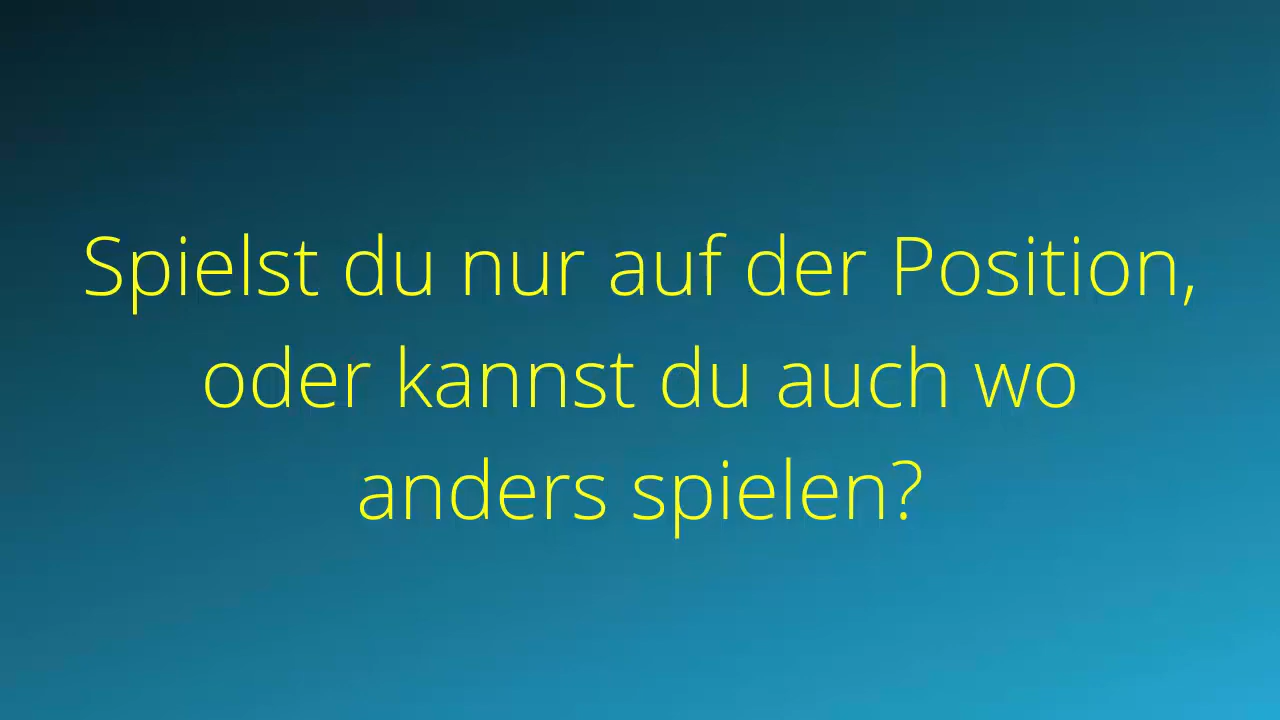 Spielst du nur auf der Position,
oder kannst du auch wo
anders spielen?